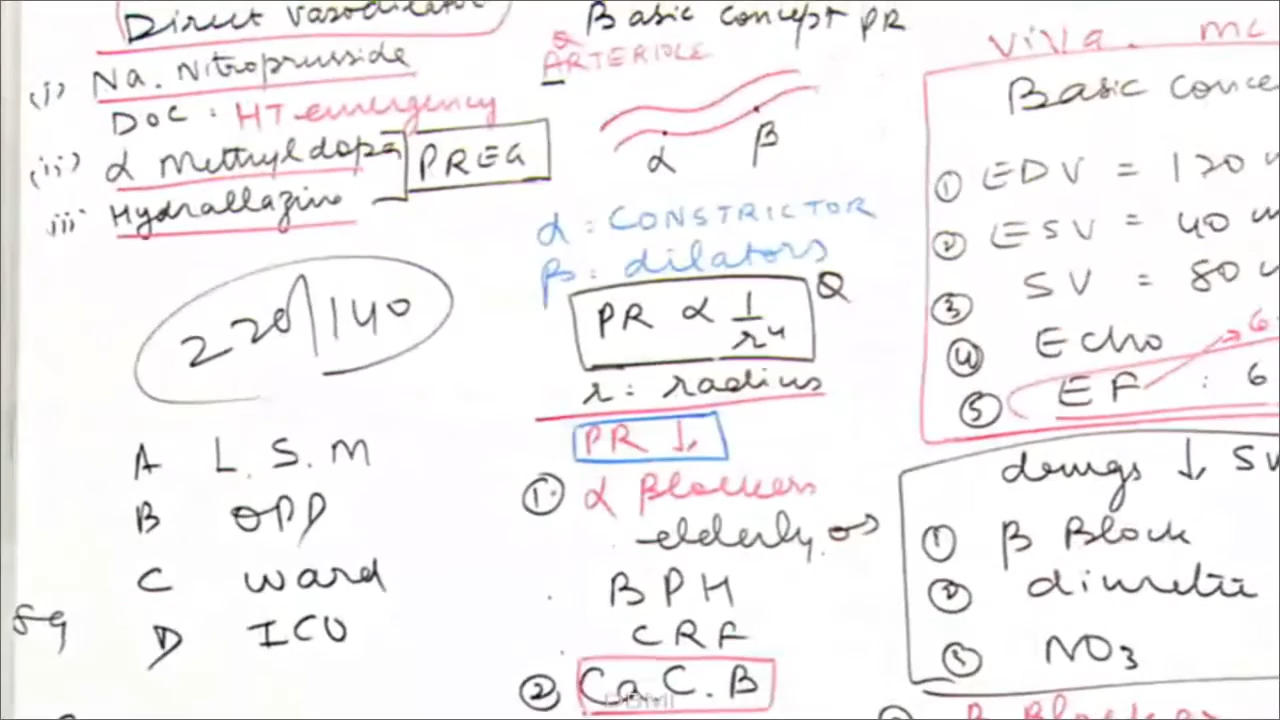 Direct Vasodilator
(i) Na. Nitroprusside
DOC : HT emergency
(ii) α Methyldopa
iii Hydrallazine
PREG
220/140
A L.S.M
B OPD
C ward
D ICU
Basic concept PR
ARTERIOLE
α β
α : CONSTRICTOR
β : dilators
PR α 1/r4
Q
r : radius
PR ↓
① α Blockers
elderly ♂
BPH
CRF
② Ca C.B
Viva. mc
Basic conce
① EDV = 120
② ESV = 40 m
③ SV = 80
④ Echo
⑤ EF : 6
6
drugs ↓ SV
① β Block
② diuretic
③ NO3
β Blocker